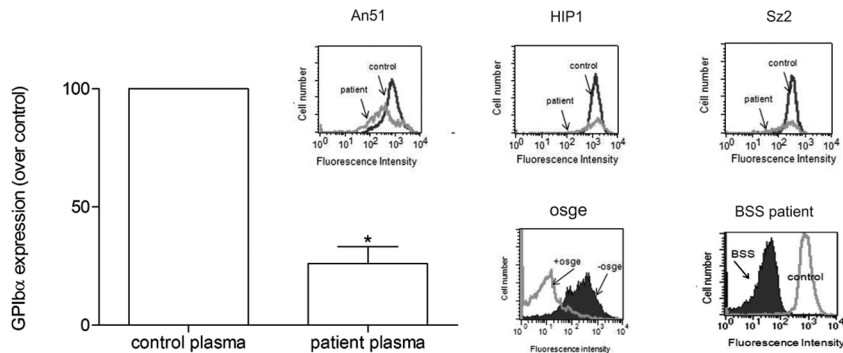 An51
HIP1
Sz2
GPIbα expression (over control)
100
50
0
*
control plasma
patient plasma
Cell number
control
patient
10⁰ 10¹ 10² 10³ 10⁴
Fluorescence Intensity
Cell number
control
patient
10⁰ 10¹ 10² 10³ 10⁴
Fluorescence Intensity
Cell number
control
patient
10⁰ 10¹ 10² 10³ 10⁴
Fluorescence Intensity
osge
BSS patient
Cell number
+osge
-osge
10⁰ 10¹ 10² 10³ 10⁴
Fluorescence intensity
Cell number
BSS
control
10⁰ 10¹ 10² 10³ 10⁴
Fluorescence Intensity